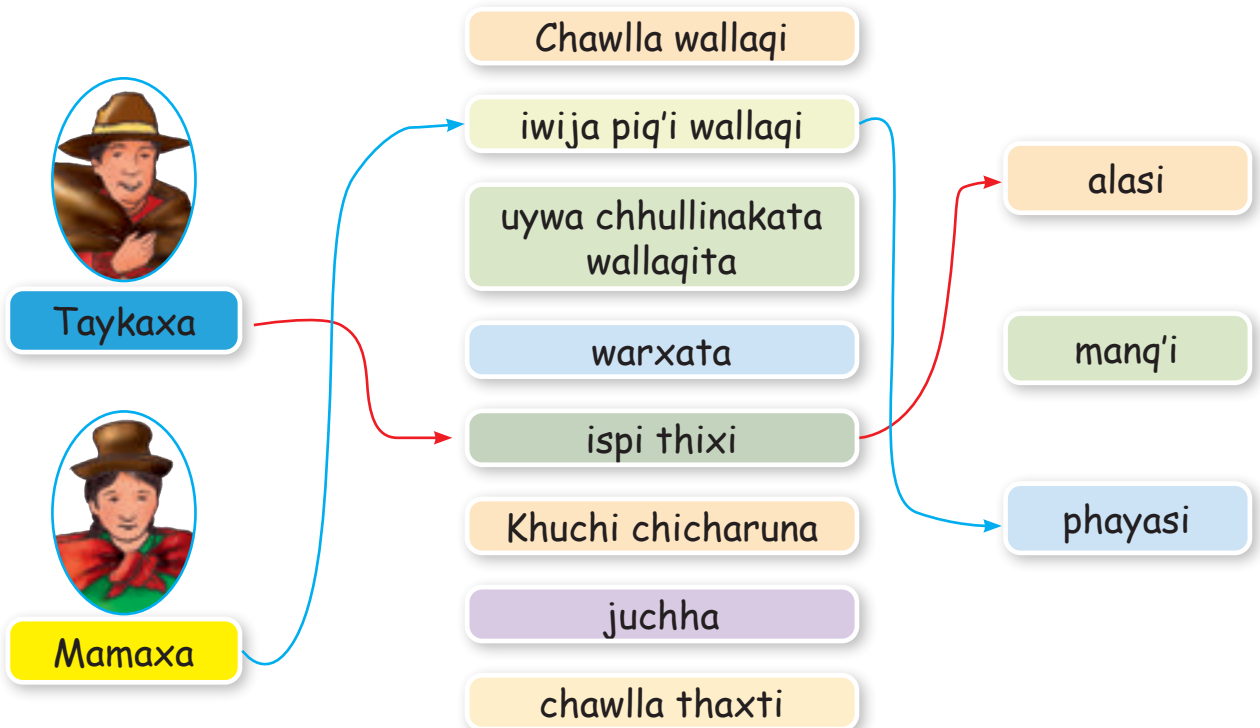 Taykaxa
Mamaxa
Chawlla wallaqi
iwija piq'i wallaqi
uywa chhullinakata
wallaqita
warxata
ispi thixi
Khuchi chicharuna
juchha
chawlla thaxti
alasi
manq'i
phayasi